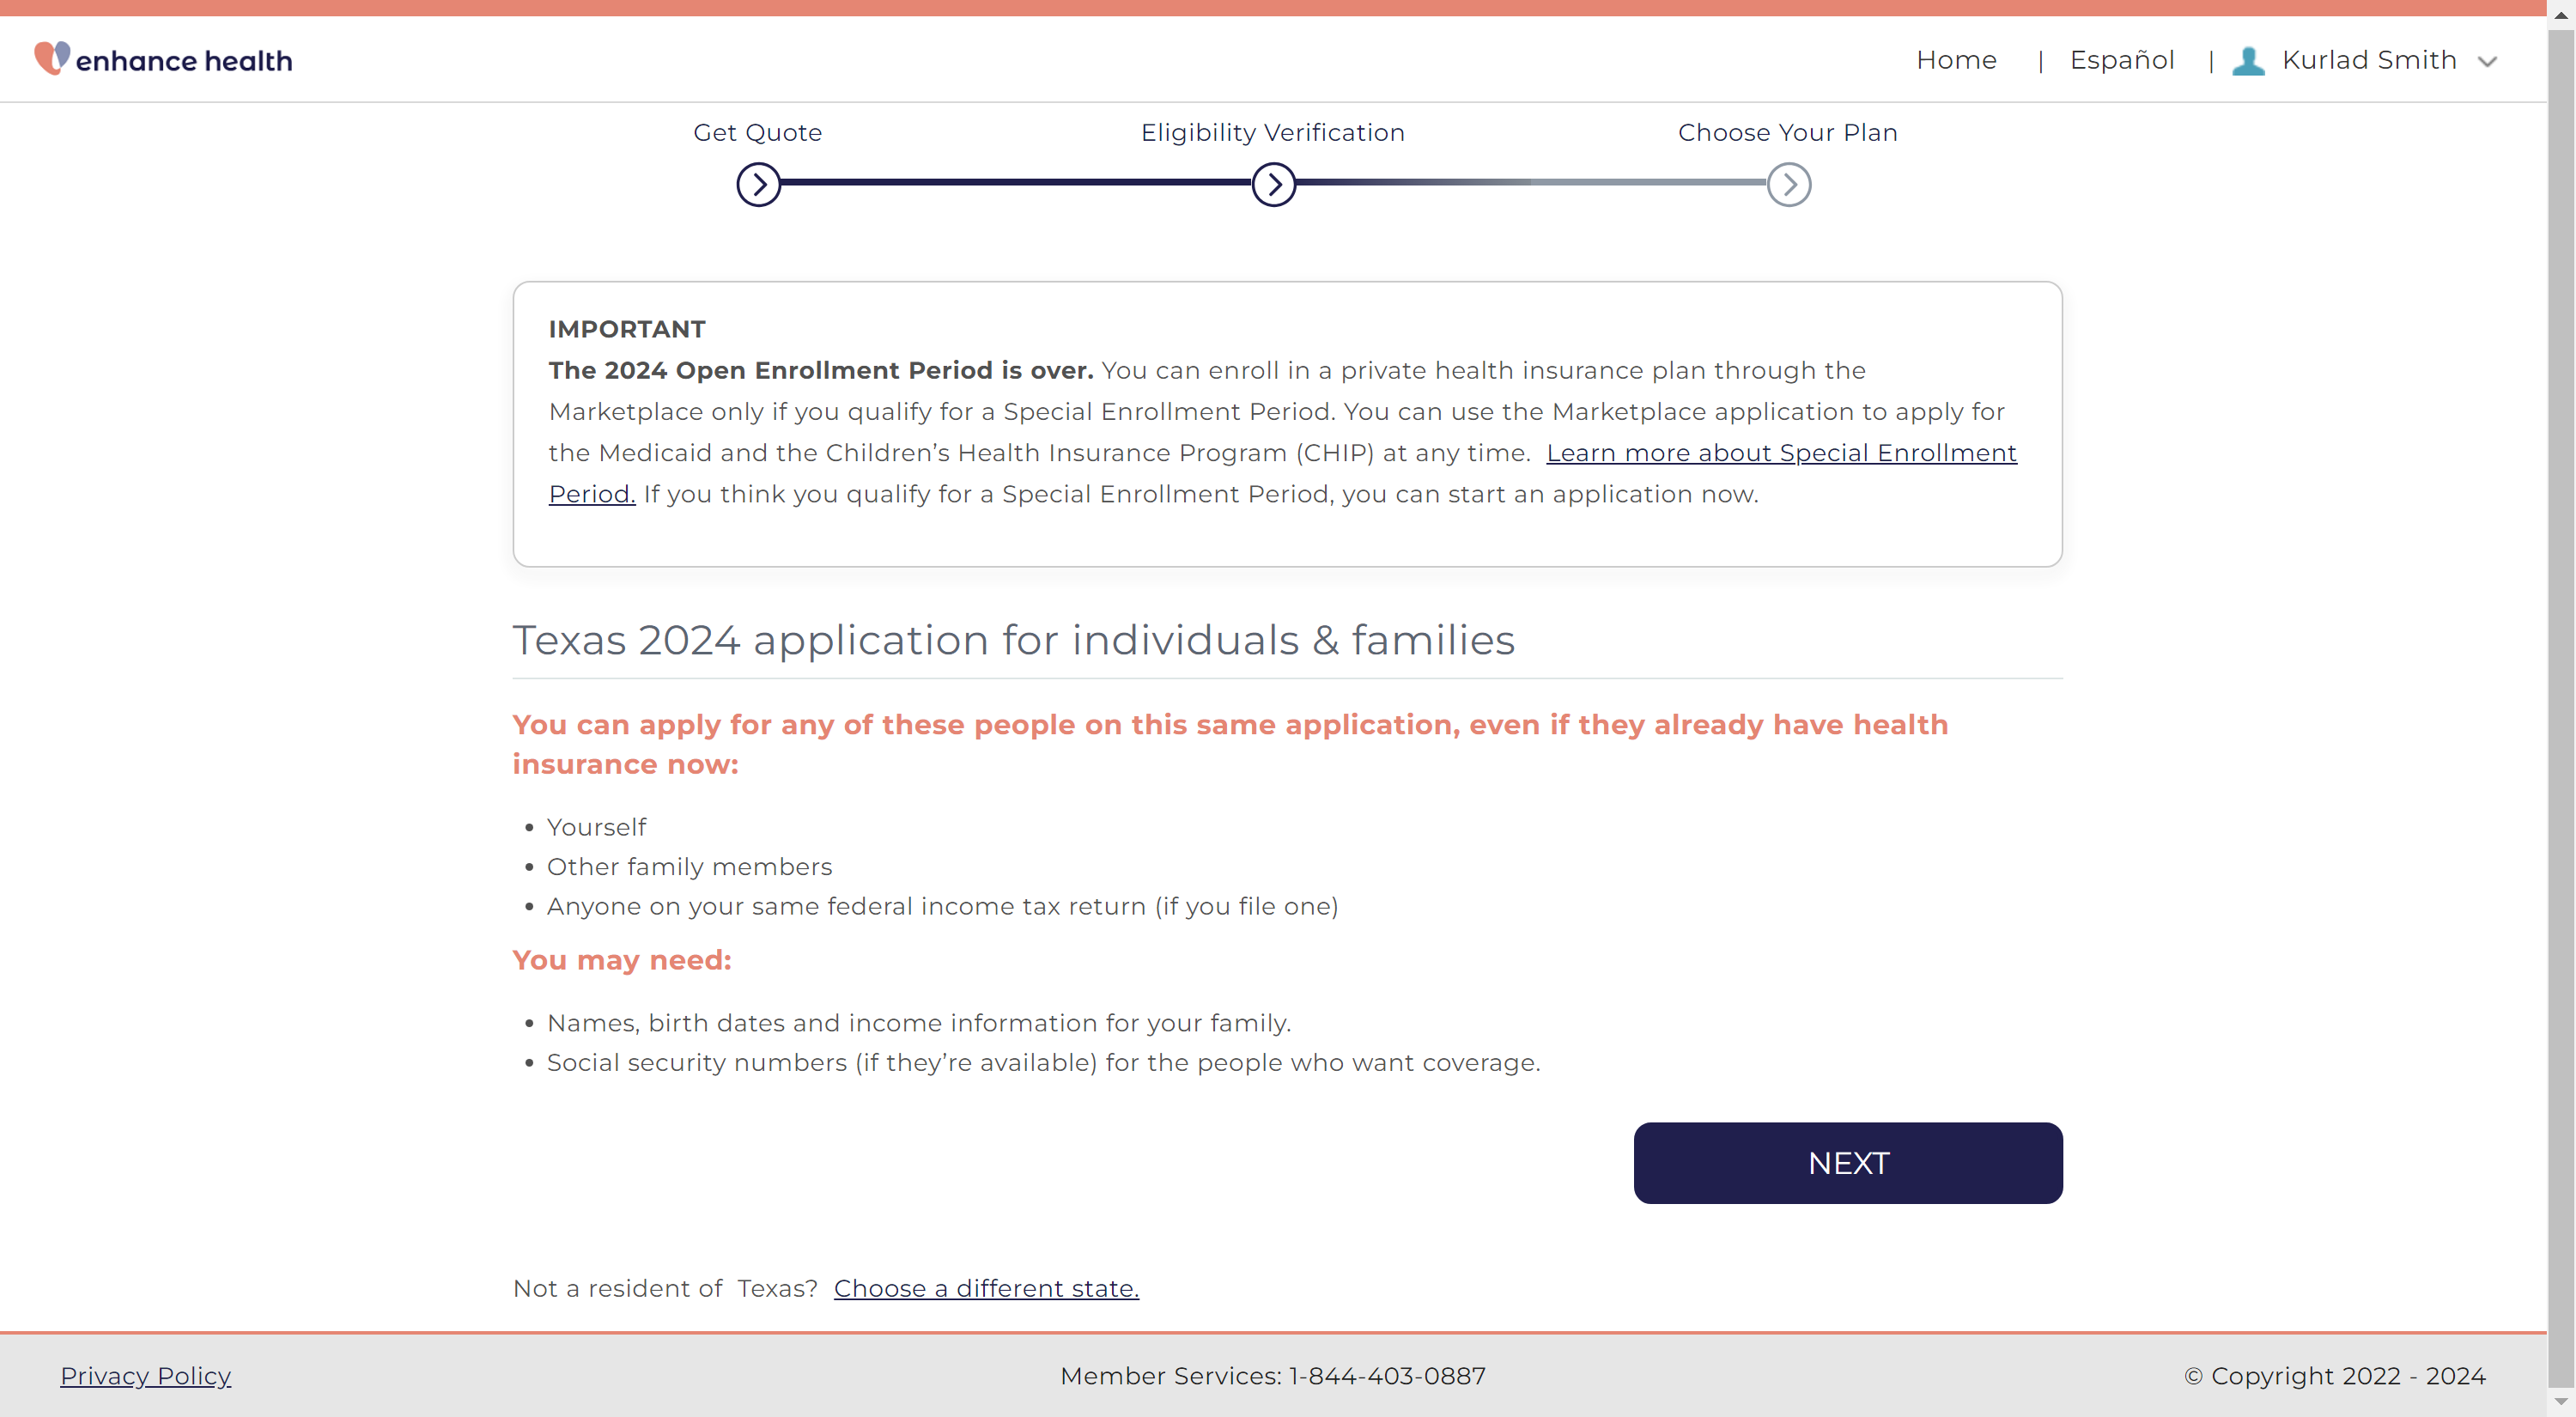 enhance health
Home | Español | Kurlad Smith
Get Quote
Eligibility Verification
Choose Your Plan
IMPORTANT
The 2024 Open Enrollment Period is over. You can enroll in a private health insurance plan through the
Marketplace only if you qualify for a Special Enrollment Period. You can use the Marketplace application to apply for
the Medicaid and the Children’s Health Insurance Program (CHIP) at any time. Learn more about Special Enrollment
Period. If you think you qualify for a Special Enrollment Period, you can start an application now.
Texas 2024 application for individuals & families
You can apply for any of these people on this same application, even if they already have health
insurance now:
• Yourself
• Other family members
• Anyone on your same federal income tax return (if you file one)
You may need:
• Names, birth dates and income information for your family.
• Social security numbers (if they’re available) for the people who want coverage.
NEXT
Not a resident of Texas? Choose a different state.
Privacy Policy
Member Services: 1-844-403-0887
© Copyright 2022 - 2024